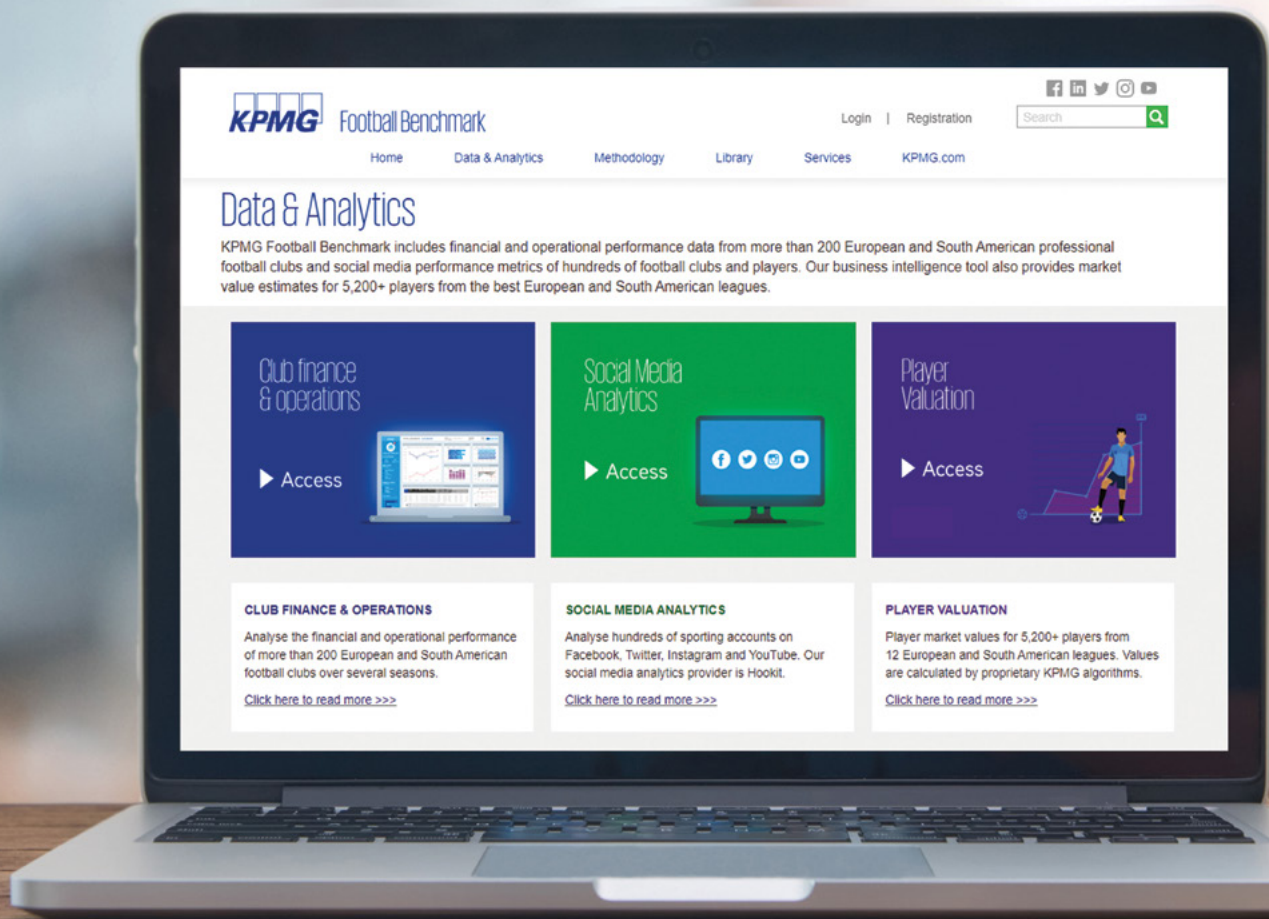 KPMG Football Benchmark
Login | Registration
Search
Home Data & Analytics Methodology Library Services KPMG.com
Data & Analytics
KPMG Football Benchmark includes financial and operational performance data from more than 200 European and South American professional
football clubs and social media performance metrics of hundreds of football clubs and players. Our business intelligence tool also provides market
value estimates for 5,200+ players from the best European and South American leagues.
Club finance
& operations
Access
Social Media
Analytics
Access
Player
Valuation
Access
CLUB FINANCE & OPERATIONS
Analyse the financial and operational performance
of more than 200 European and South American
football clubs over several seasons.
Click here to read more >>>
SOCIAL MEDIA ANALYTICS
Analyse hundreds of sporting accounts on
Facebook, Twitter, Instagram and YouTube. Our
social media analytics provider is Hookit.
Click here to read more >>>
PLAYER VALUATION
Player market values for 5,200+ players from
12 European and South American leagues. Values
are calculated by proprietary KPMG algorithms.
Click here to read more >>>